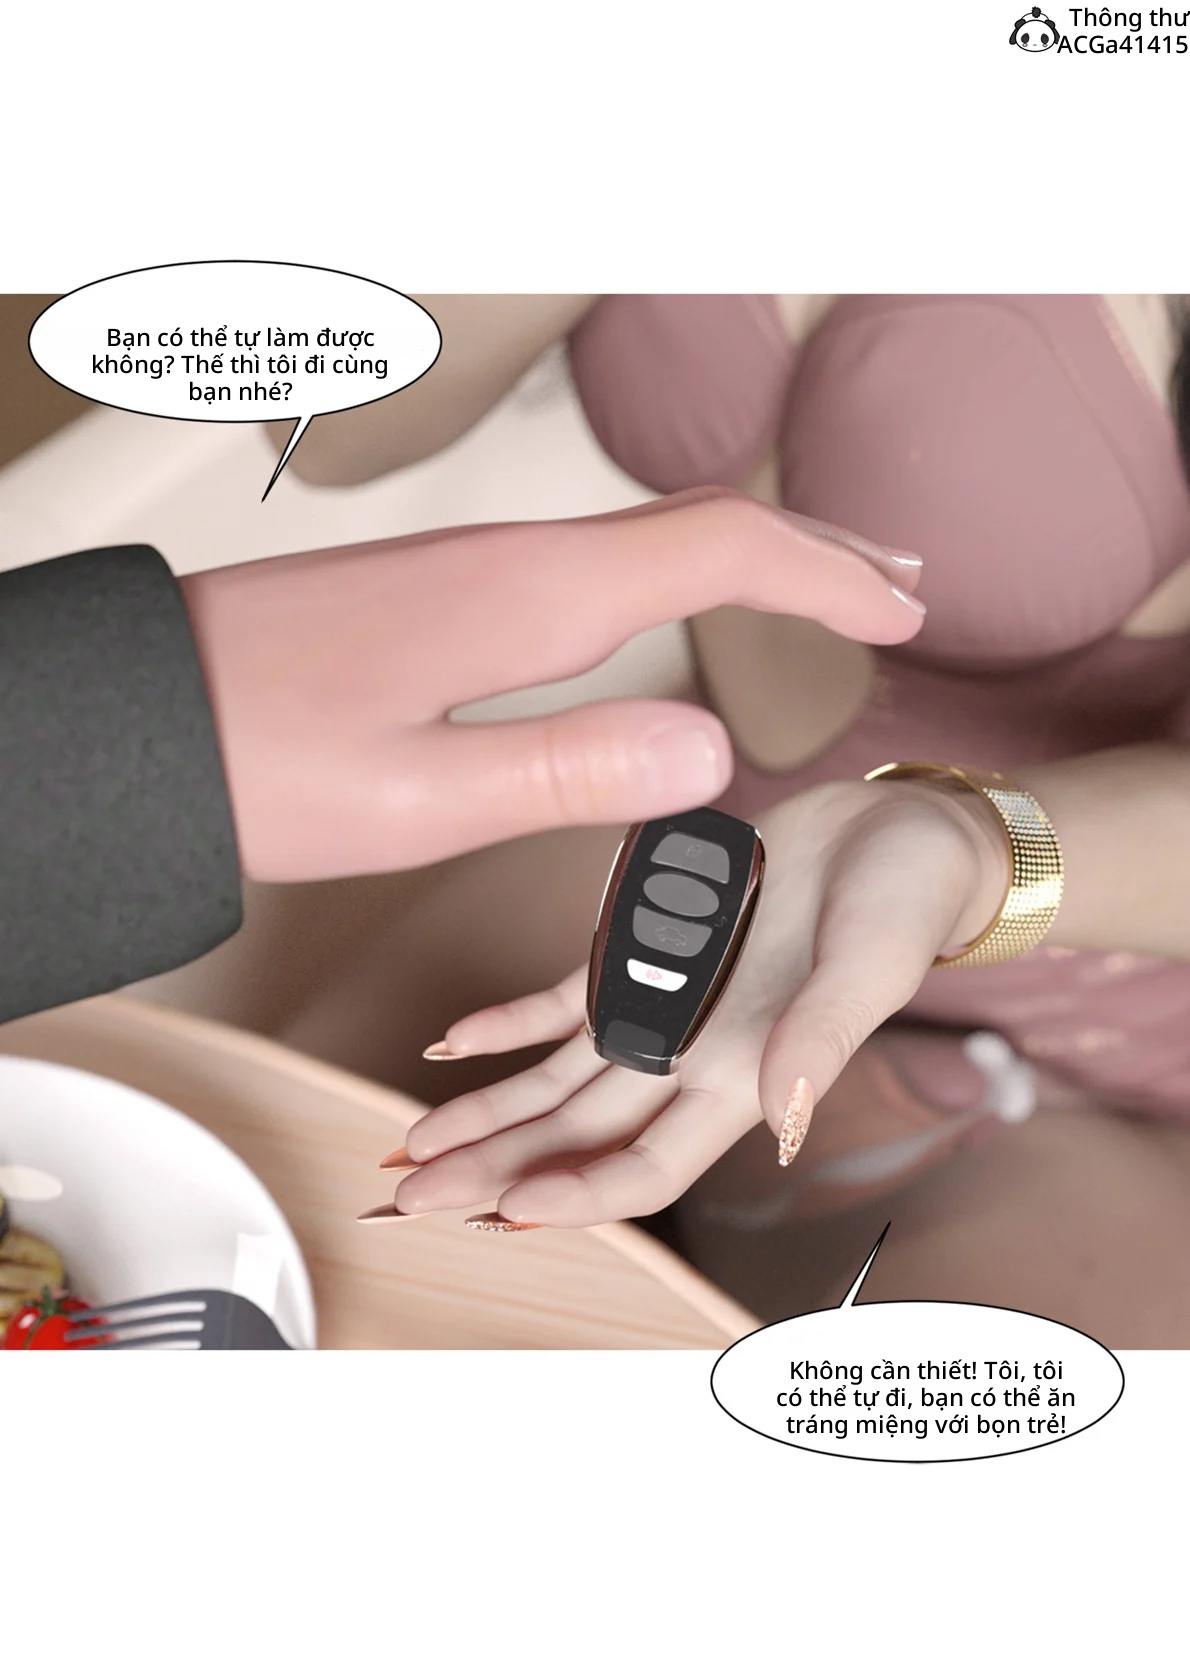 Thông thư
ACGa41415
Bạn có thể tự làm được
không? Thế thì tôi đi cùng
bạn nhé?
Không cần thiết! Tôi, tôi
có thể tự đi, bạn có thể ăn
tráng miệng với bọn trẻ!